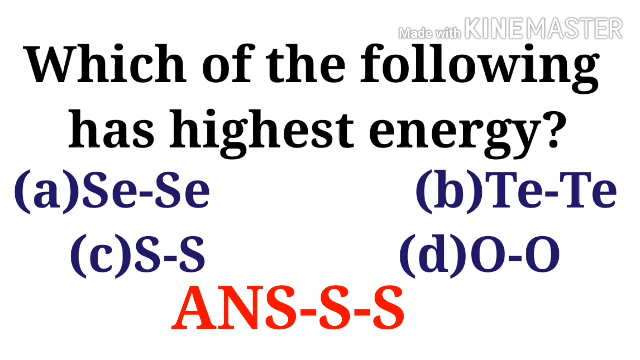 Made with KINEMASTER
Which of the following
has highest energy?
(a)Se-Se (b)Te-Te
(c)S-S (d)O-O
ANS-S-S